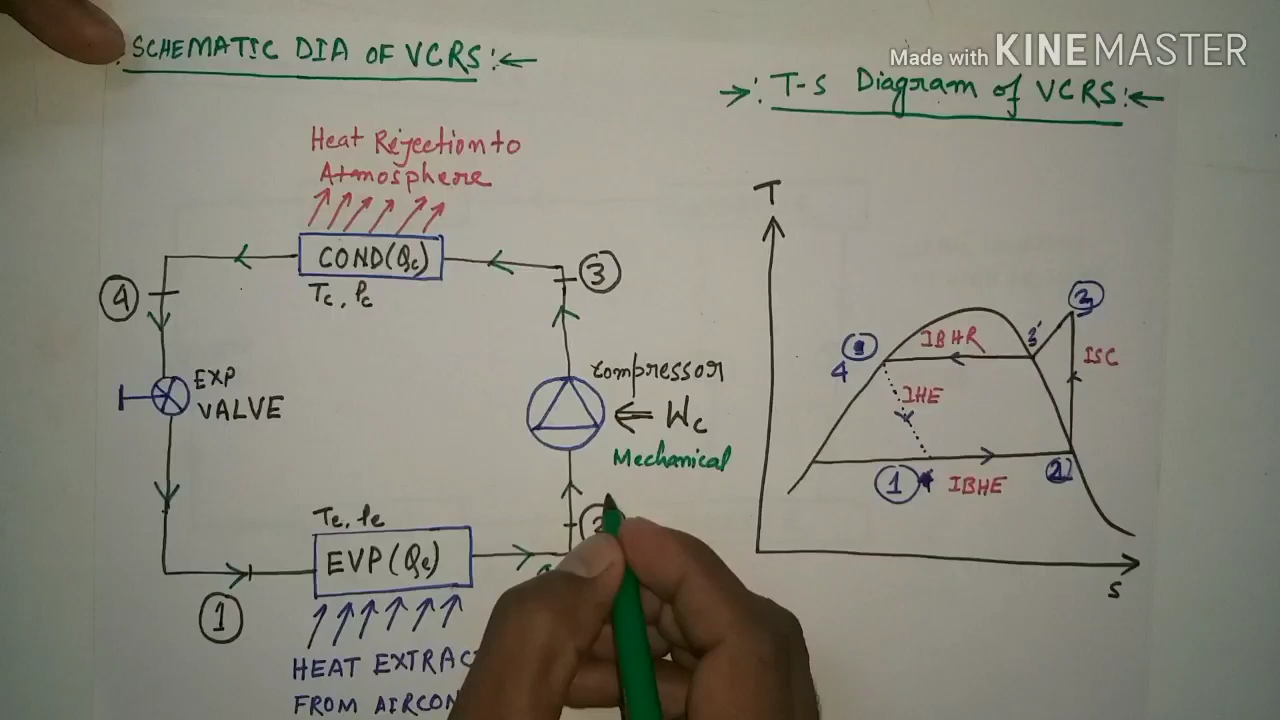 Made with KINEMASTER
:SCHEMATIC DIA OF VCRS:←
→:T-S Diagram of VCRS:←
Heat Rejection to
Atmosphere
COND(Qc)
Tc, Pc
3
4
EXP
VALVE
Compressor
⇐ Wc
Mechanical
2
Te, Pe
EVP(Qe)
1
HEAT EXTRAC
FROM AIRCON
T
3
3'
IBHR
ISC
4
IHE
1
IBHE
2
S